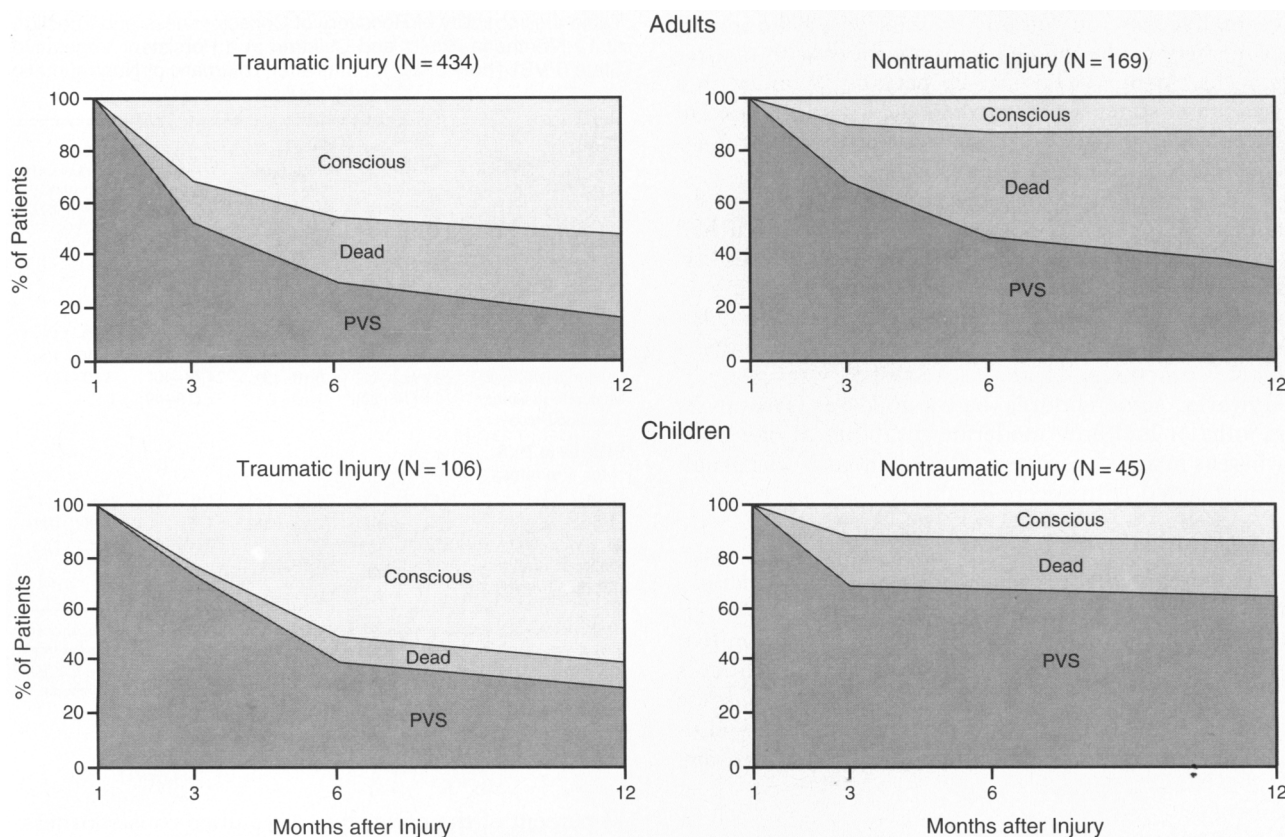 Adults
Traumatic Injury (N = 434)
Nontraumatic Injury (N = 169)
% of Patients
100
80
60
40
20
0
Conscious
Dead
PVS
1
3
6
12
100
80
60
40
20
0
Conscious
Dead
PVS
1
3
6
12
Children
Traumatic Injury (N = 106)
Nontraumatic Injury (N = 45)
% of Patients
100
80
60
40
20
0
Conscious
Dead
PVS
1
3
6
12
Months after Injury
100
80
60
40
20
0
Conscious
Dead
PVS
1
3
6
12
Months after Injury